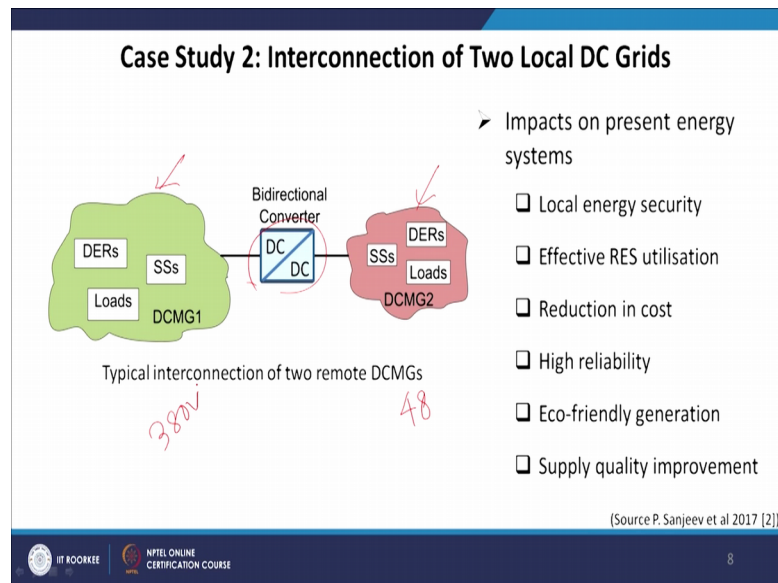 Case Study 2: Interconnection of Two Local DC Grids
Bidirectional
Converter
DC
DC
DERs
SSs
Loads
DCMG1
DERs
SSs
Loads
DCMG2
Typical interconnection of two remote DCMGs
380V
48
➤ Impacts on present energy
systems
❑ Local energy security
❑ Effective RES utilisation
❑ Reduction in cost
❑ High reliability
❑ Eco-friendly generation
❑ Supply quality improvement
(Source P. Sanjeev et al 2017 [2])
IIT ROORKEE
NPTEL ONLINE
CERTIFICATION COURSE
8